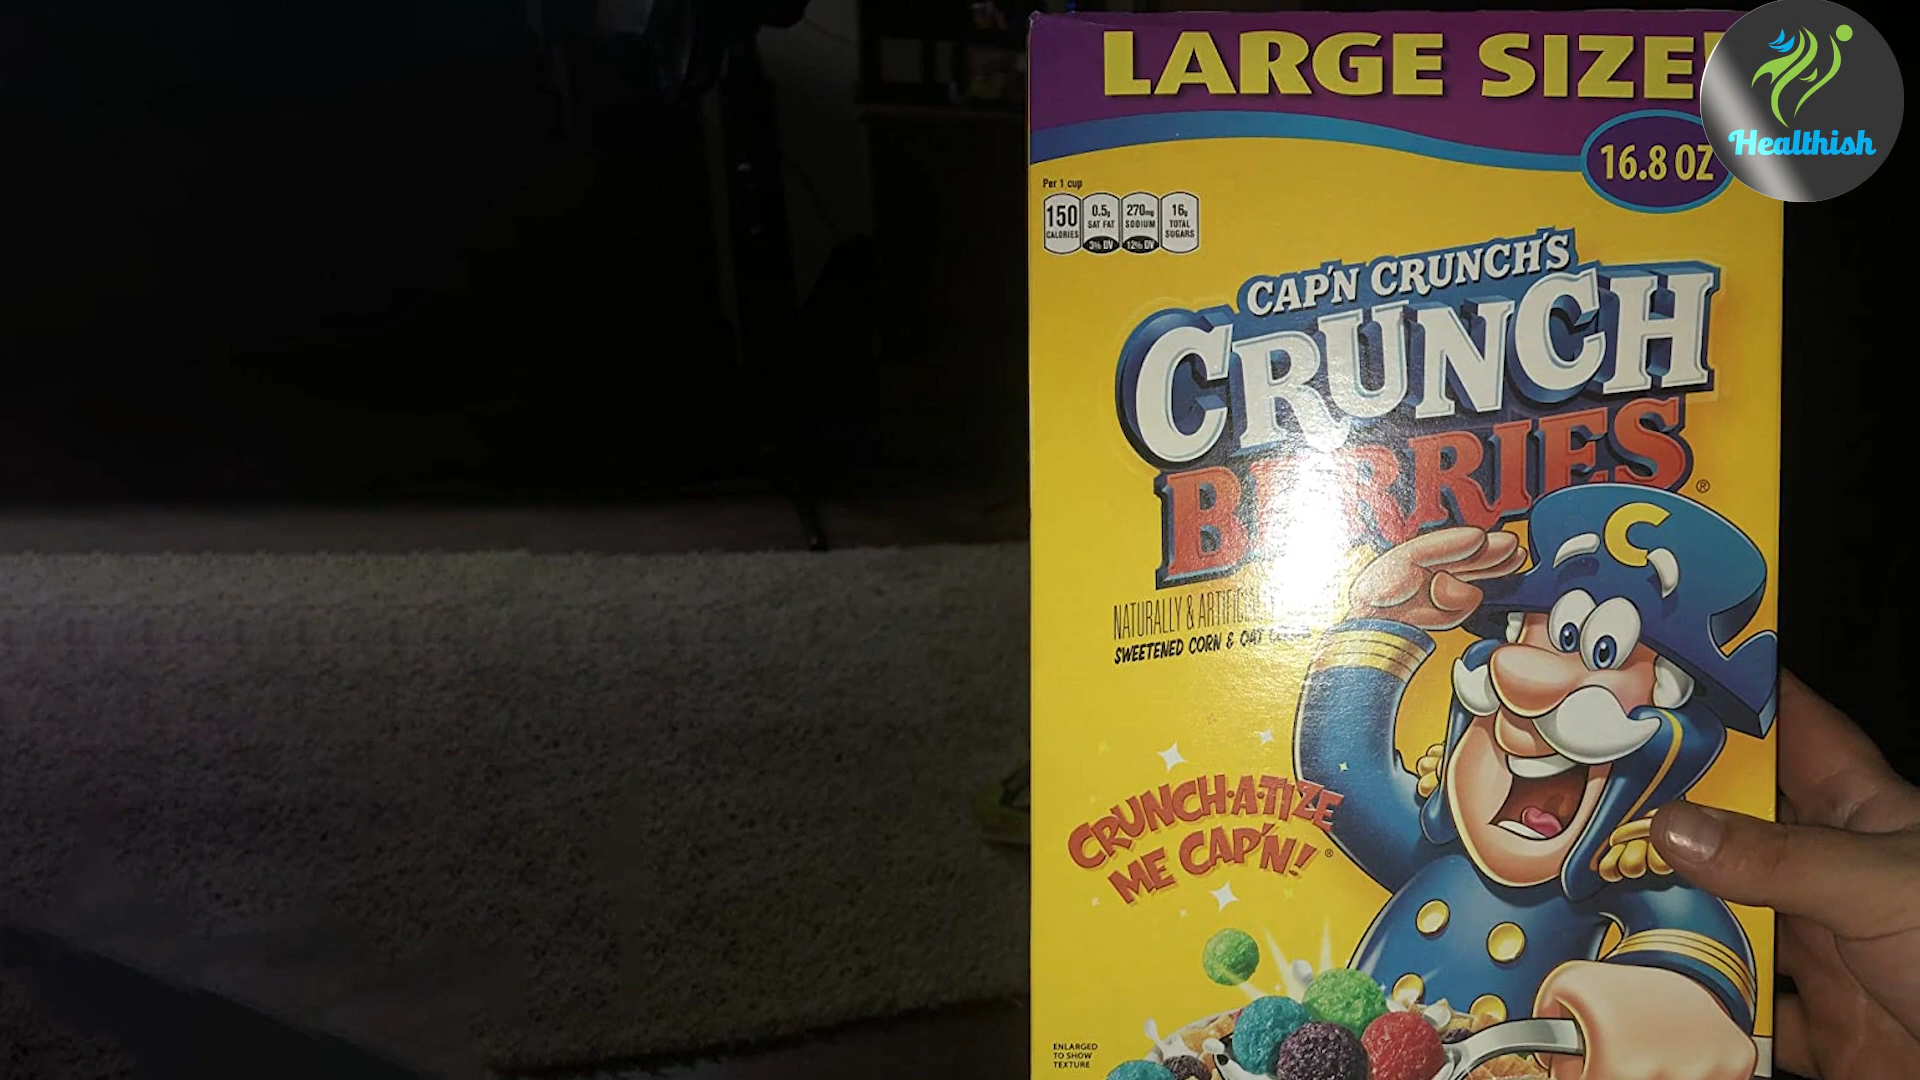 LARGE SIZE!
16.8 OZ
Healthish
Per 1 cup
150 CALORIES
0.5g SAT FAT 3% DV
270mg SODIUM 12% DV
16g TOTAL SUGARS
CAP'N CRUNCH'S
CRUNCH
BERRIES
®
NATURALLY &
SWEETENED CORN & OAT
C
CRUNCH·A·TIZE
ME CAP'N!®
ENLARGED
TO SHOW
TEXTURE